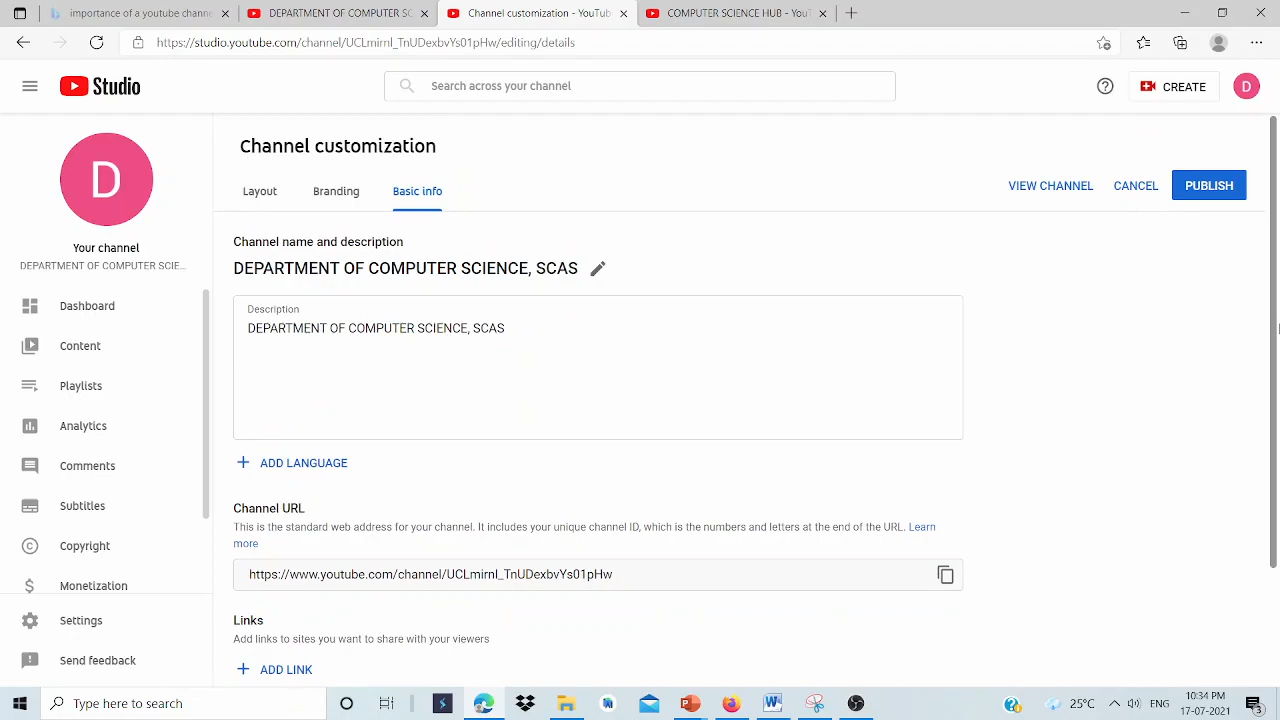 importance of youtube channe
DEPARTMENT OF COMPUTER SC
Channel customization - YouTub
COMPUTER SCIENCE HUB - YouT
https://studio.youtube.com/channel/UCLmirnl_TnUDexbvYs01pHw/editing/details
Studio
Search across your channel
CREATE
D
D
Your channel
DEPARTMENT OF COMPUTER SCIE...
Dashboard
Content
Playlists
Analytics
Comments
Subtitles
Copyright
Monetization
Settings
Send feedback
Channel customization
Layout
Branding
Basic info
VIEW CHANNEL
CANCEL
PUBLISH
Channel name and description
DEPARTMENT OF COMPUTER SCIENCE, SCAS
Description
DEPARTMENT OF COMPUTER SCIENCE, SCAS
ADD LANGUAGE
Channel URL
This is the standard web address for your channel. It includes your unique channel ID, which is the numbers and letters at the end of the URL. Learn
more
https://www.youtube.com/channel/UCLmirnl_TnUDexbvYs01pHw
Links
Add links to sites you want to share with your viewers
ADD LINK
Type here to search
25°C
10:34 PM
17-07-2021
3